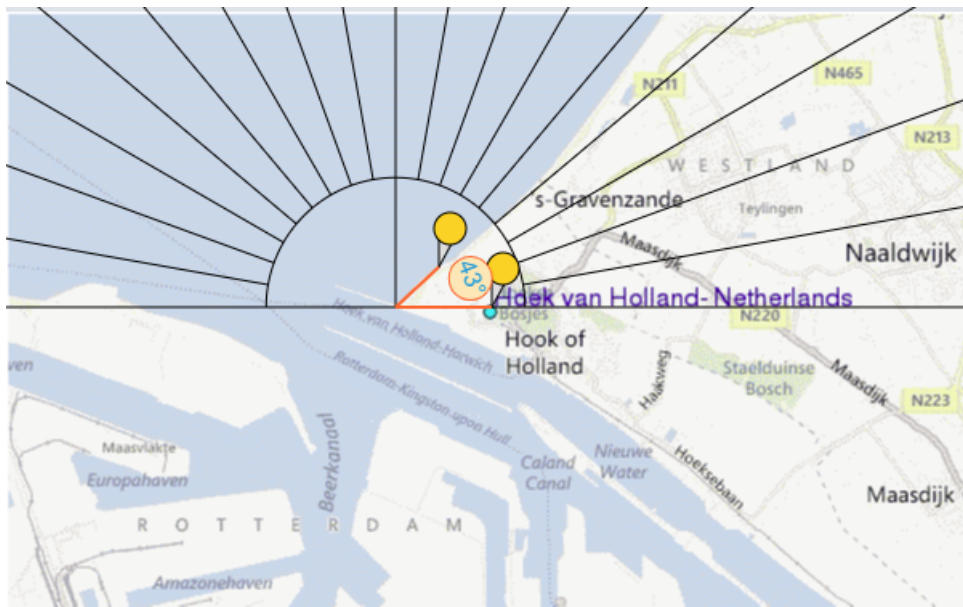 N465
N211
N213
WESTLAND
's-Gravenzande
Teylingen
Maasdijk
Naaldwijk
43°
Hoek van Holland- Netherlands
Bosjes
N220
Hoek van Holland-Harwich
Hook of
Holland
Rotterdam-Kingston upon Hull
Haakweg
Staelduinse
Bosch
Maasdijk
N223
ven
Beerkanaal
Maasvlakte
Europahaven
Caland
Canal
Nieuwe
Water
Hoeksebaan
Maasdijk
ROTTERDAM
Amazonehaven